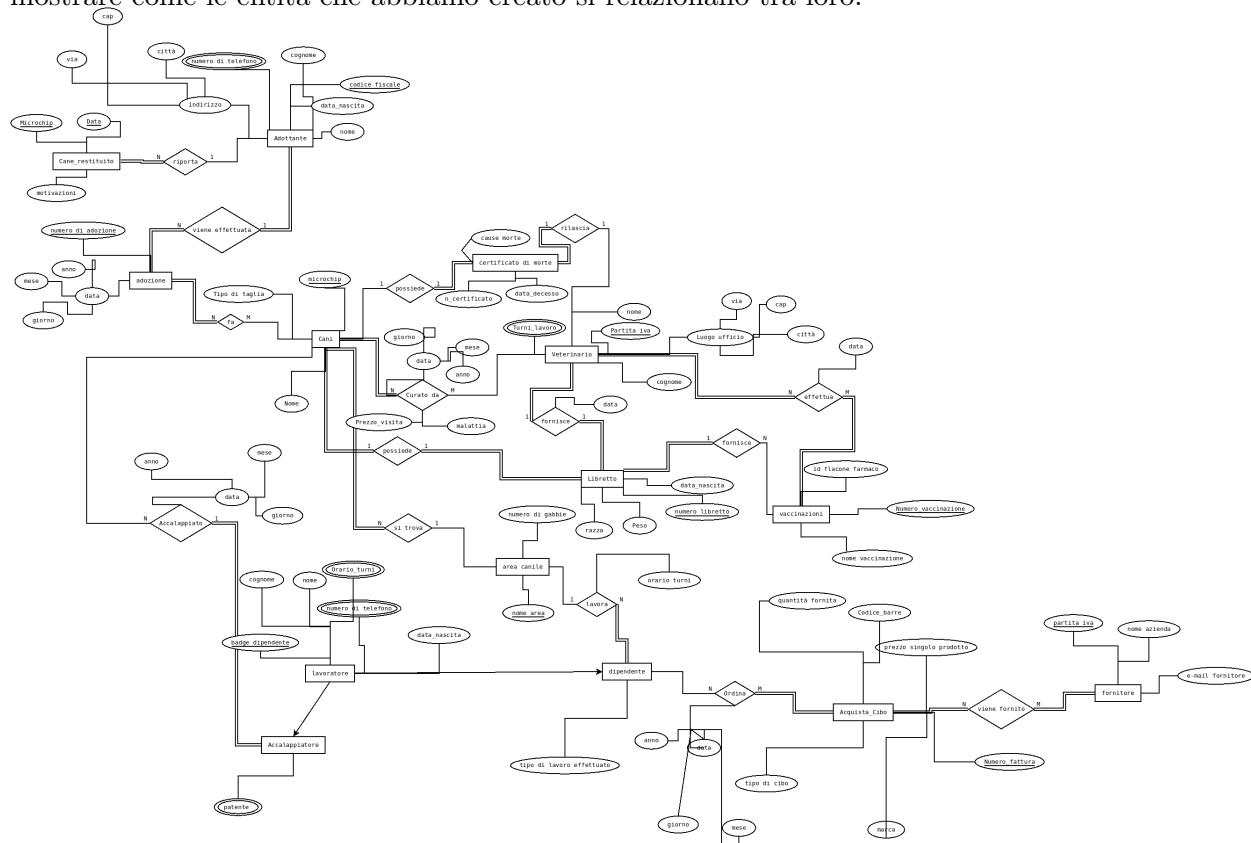 mostrare come le entità che abbiamo creato si relazionano tra loro.
cap
città
numero di telefono
cognome
via
codice fiscale
indirizzo
data_nascita
Microchip
Data
nome
Adottante
Cane_restituito
N
riporta
1
motivazioni
numero di adozione
N
viene effettuata
1
1
rilascia
1
cause morte
certificato di morte
anno
mese
data
adozione
giorno
microchip
Tipo di taglia
1
possiede
1
n_certificato
data_decesso
N
fa
M
Cani
nome
Turni_lavoro
Partita iva
via
cap
Luogo ufficio
città
giorno
data
mese
anno
Veterinario
data
cognome
N
Curato da
M
Nome
Prezzo_visita
malattia
data
N
effettua
M
1
fornisce
1
1
possiede
1
1
fornisce
N
mese
anno
data
giorno
Libretto
data_nascita
id flacone farmaco
numero libretto
Numero_vaccinazione
vaccinazioni
razza
Peso
nome vaccinazione
N
Accalappiato
1
N
si trova
1
numero di gabbie
area canile
nome area
orario turni
1
lavora
N
Orario_turni
cognome
nome
numero di telefono
badge dipendente
data_nascita
lavoratore
dipendente
quantità fornita
Codice_barre
prezzo singolo prodotto
partita iva
nome azienda
e-mail fornitore
fornitore
N
Ordina
M
Acquista_Cibo
N
viene fornito
M
Accalappiatore
patente
tipo di lavoro effettuato
anno
data
giorno
mese
tipo di cibo
Numero_fattura
marca